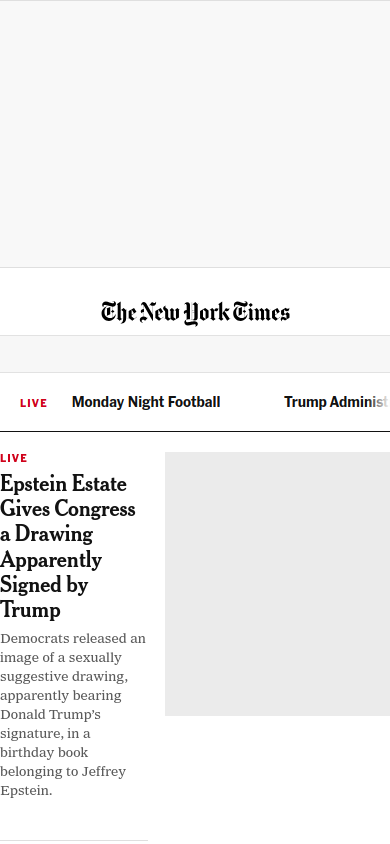 The New York Times
LIVE Monday Night Football Trump Administ
LIVE
Epstein Estate
Gives Congress
a Drawing
Apparently
Signed by
Trump
Democrats released an
image of a sexually
suggestive drawing,
apparently bearing
Donald Trump’s
signature, in a
birthday book
belonging to Jeffrey
Epstein.